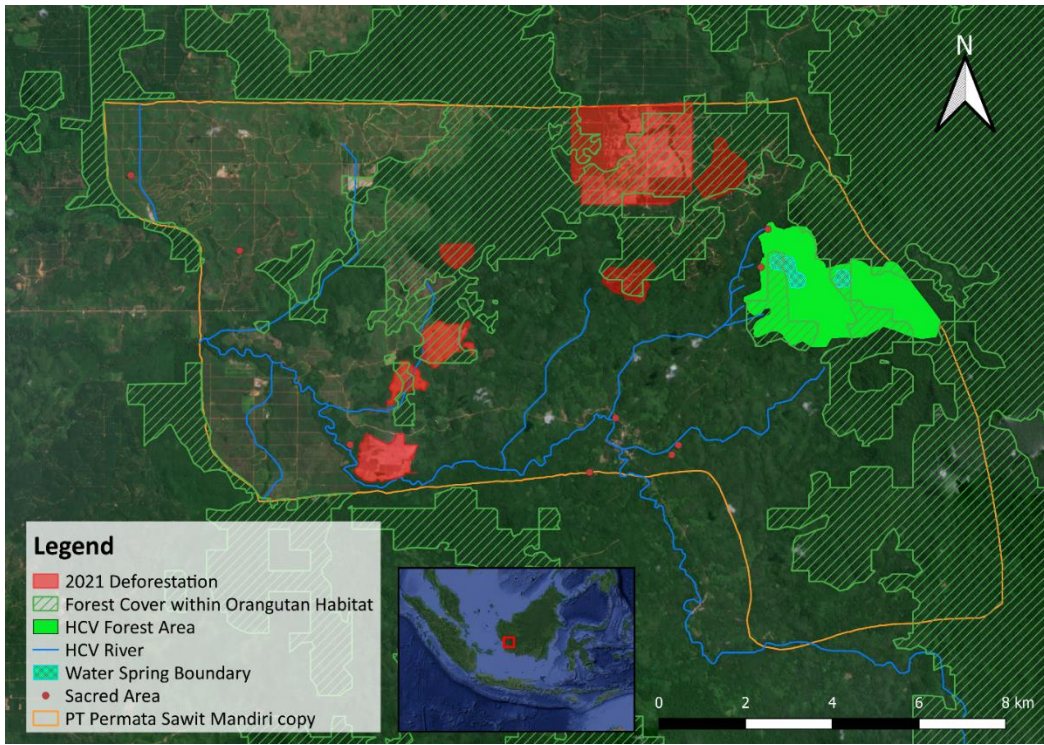 N
Legend
2021 Deforestation
Forest Cover within Orangutan Habitat
HCV Forest Area
HCV River
Water Spring Boundary
Sacred Area
PT Permata Sawit Mandiri copy
0 2 4 6 8 km